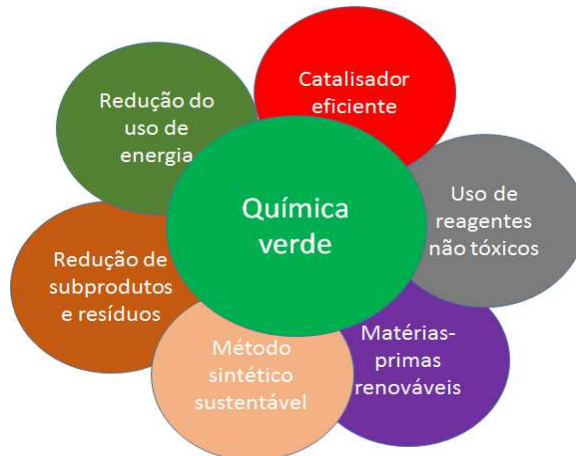 Catalisador
eficiente
Redução do
uso de
energia
Química
verde
Uso de
reagentes
não tóxicos
Redução de
subprodutos
e resíduos
Matérias-
primas
renováveis
Método
sintético
sustentável